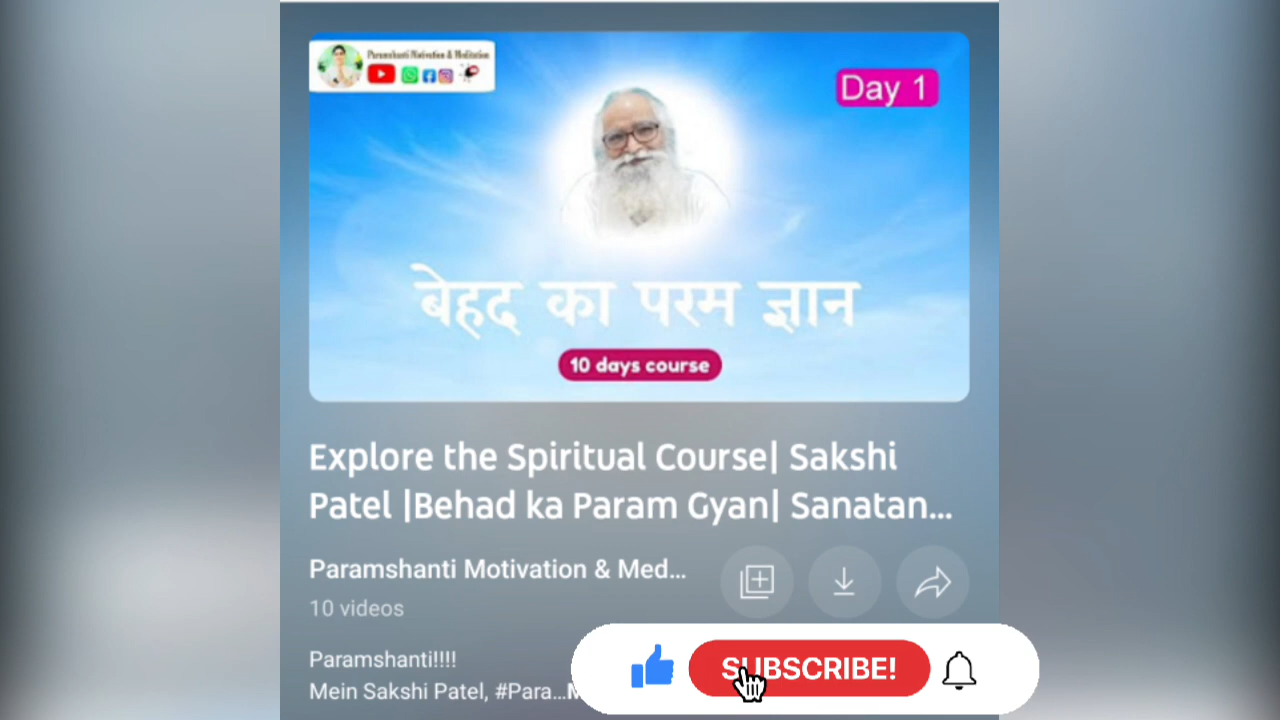 Paramshanti Motivation & Meditation
Day 1
बेहद का परम ज्ञान
10 days course
Explore the Spiritual Course| Sakshi
Patel |Behad ka Param Gyan| Sanatan...
Paramshanti Motivation & Med...
10 videos
Paramshanti!!!!
Mein Sakshi Patel, #Para...
SUBSCRIBE!